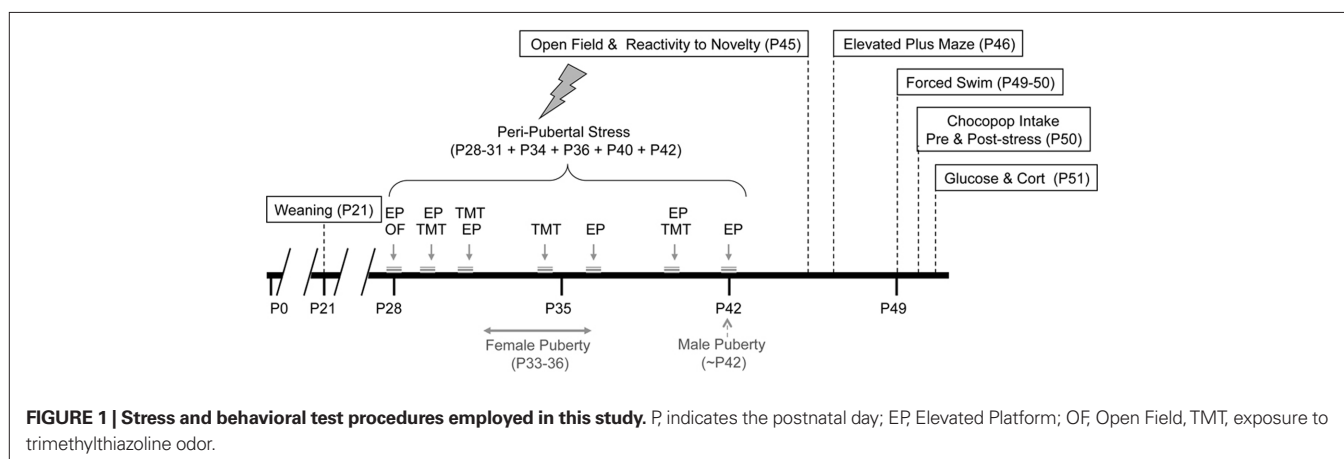 Open Field & Reactivity to Novelty (P45)
Elevated Plus Maze (P46)
Forced Swim (P49-50)
Peri-Pubertal Stress
(P28-31 + P34 + P36 + P40 + P42)
Chocopop Intake
Pre & Post-stress (P50)
Glucose & Cort (P51)
Weaning (P21)
EP
OF
EP
TMT
TMT
EP
TMT
EP
EP
TMT
EP
P0
P21
P28
P35
P42
P49
Female Puberty
(P33-36)
Male Puberty
(~P42)
FIGURE 1 | Stress and behavioral test procedures employed in this study. P, indicates the postnatal day; EP, Elevated Platform; OF, Open Field, TMT, exposure to
trimethylthiazoline odor.